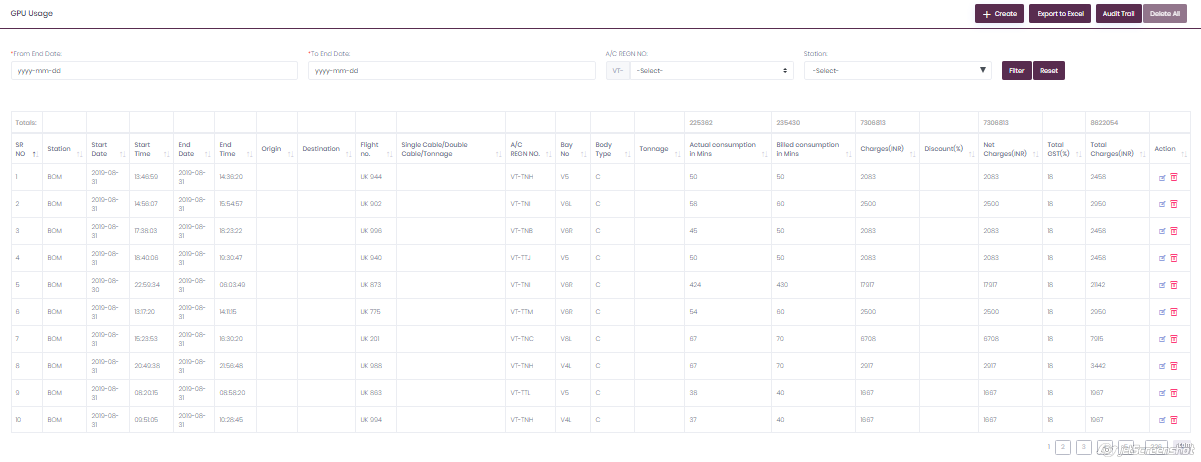 GPU Usage
+ Create Export to Excel Audit Trail Delete All
*From End Date: *To End Date: A/C REGN NO. Station:
yyyy-mm-dd yyyy-mm-dd VT- -Select- -Select- Filter Reset
Totals: 225362 235430 7306813 7306813 8622054
SR NO Station Start Date Start Time End Date End Time Origin Destination Flight no. Single Cable/Double Cable/Tonnage A/C REGN NO. Bay No Body Type Tonnage Actual consumption in Mins Billed consumption in Mins Charges(INR) Discount(%) Net Charges(INR) Total GST(%) Total Charges(INR) Action
1 BOM 2019-08-31 13:46:59 2019-08-31 14:36:20 UK 944 VT-TNH V5 C 50 50 2083 2083 18 2458
2 BOM 2019-08-31 14:56:07 2019-08-31 15:54:57 UK 902 VT-TNI V6L C 58 60 2500 2500 18 2950
3 BOM 2019-08-31 17:38:03 2019-08-31 18:23:22 UK 996 VT-TNB V6R C 45 50 2083 2083 18 2458
4 BOM 2019-08-31 18:40:06 2019-08-31 19:30:47 UK 940 VT-TTJ V5 C 50 50 2083 2083 18 2458
5 BOM 2019-08-30 22:59:34 2019-08-31 06:03:49 UK 873 VT-TNI V6R C 424 430 17917 17917 18 21142
6 BOM 2019-08-31 13:17:20 2019-08-31 14:11:15 UK 775 VT-TTM V6R C 54 60 2500 2500 18 2950
7 BOM 2019-08-31 15:23:53 2019-08-31 16:30:20 UK 201 VT-TNC V8L C 67 70 6708 6708 18 7915
8 BOM 2019-08-31 20:49:38 2019-08-31 21:56:48 UK 988 VT-TNH V4L C 67 70 2917 2917 18 3442
9 BOM 2019-08-31 08:20:15 2019-08-31 08:58:20 UK 863 VT-TTL V5 C 38 40 1667 1667 18 1967
10 BOM 2019-08-31 09:51:05 2019-08-31 10:28:45 UK 994 VT-TNH V4L C 37 40 1667 1667 18 1967
1 2 3
Screenshot